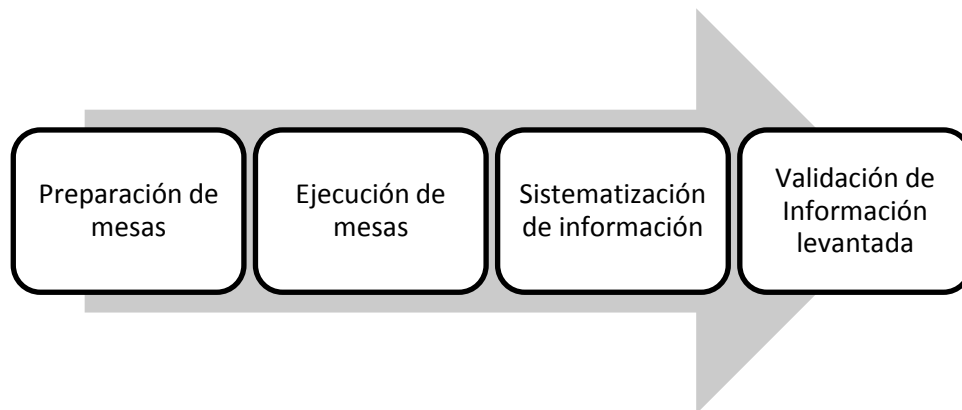 Preparación de
mesas
Ejecución de
mesas
Sistematización
de información
Validación de
Información
levantada